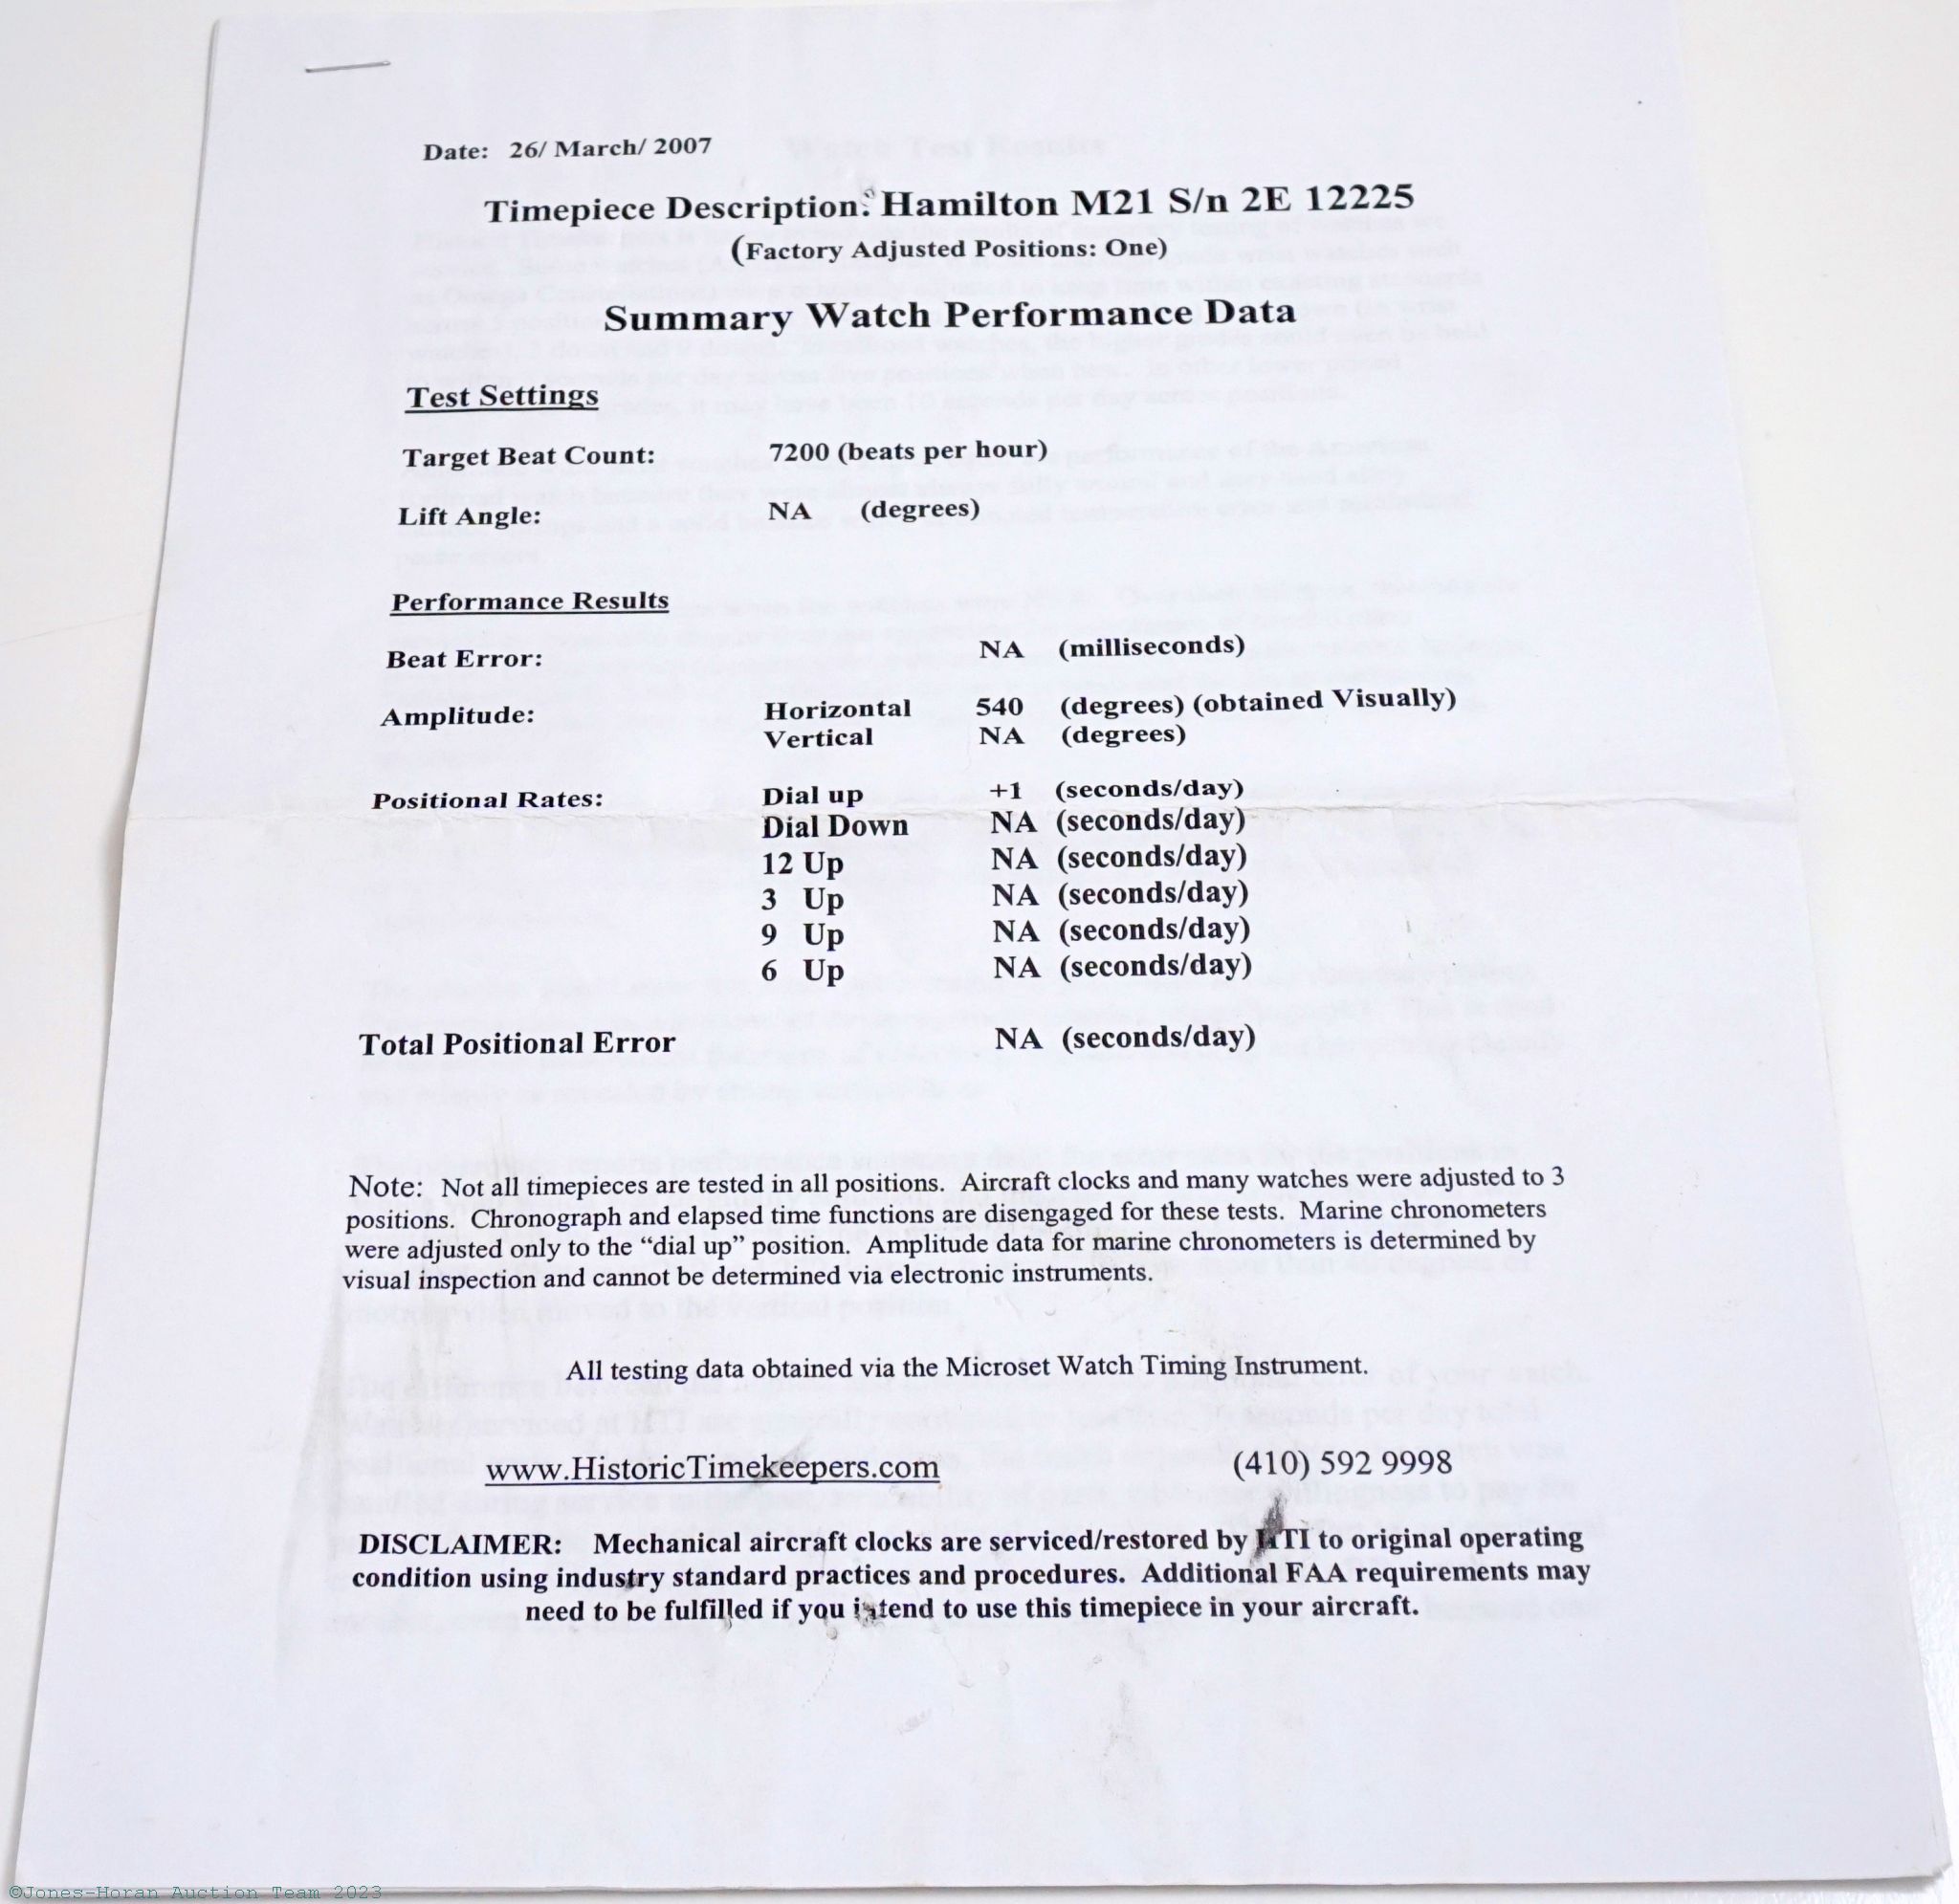 Date: 26/ March/ 2007
Timepiece Description: Hamilton M21 S/n 2E 12225
(Factory Adjusted Positions: One)
Summary Watch Performance Data
Test Settings
Target Beat Count: 7200 (beats per hour)
Lift Angle: NA (degrees)
Performance Results
Beat Error: NA (milliseconds)
Amplitude: Horizontal 540 (degrees) (obtained Visually)
Vertical NA (degrees)
Positional Rates: Dial up +1 (seconds/day)
Dial Down NA (seconds/day)
12 Up NA (seconds/day)
3 Up NA (seconds/day)
9 Up NA (seconds/day)
6 Up NA (seconds/day)
Total Positional Error NA (seconds/day)
Note: Not all timepieces are tested in all positions. Aircraft clocks and many watches were adjusted to 3
positions. Chronograph and elapsed time functions are disengaged for these tests. Marine chronometers
were adjusted only to the “dial up” position. Amplitude data for marine chronometers is determined by
visual inspection and cannot be determined via electronic instruments.
All testing data obtained via the Microset Watch Timing Instrument.
www.HistoricTimekeepers.com (410) 592 9998
DISCLAIMER: Mechanical aircraft clocks are serviced/restored by HTI to original operating
condition using industry standard practices and procedures. Additional FAA requirements may
need to be fulfilled if you intend to use this timepiece in your aircraft.
©Jones-Horan Auction Team 2023